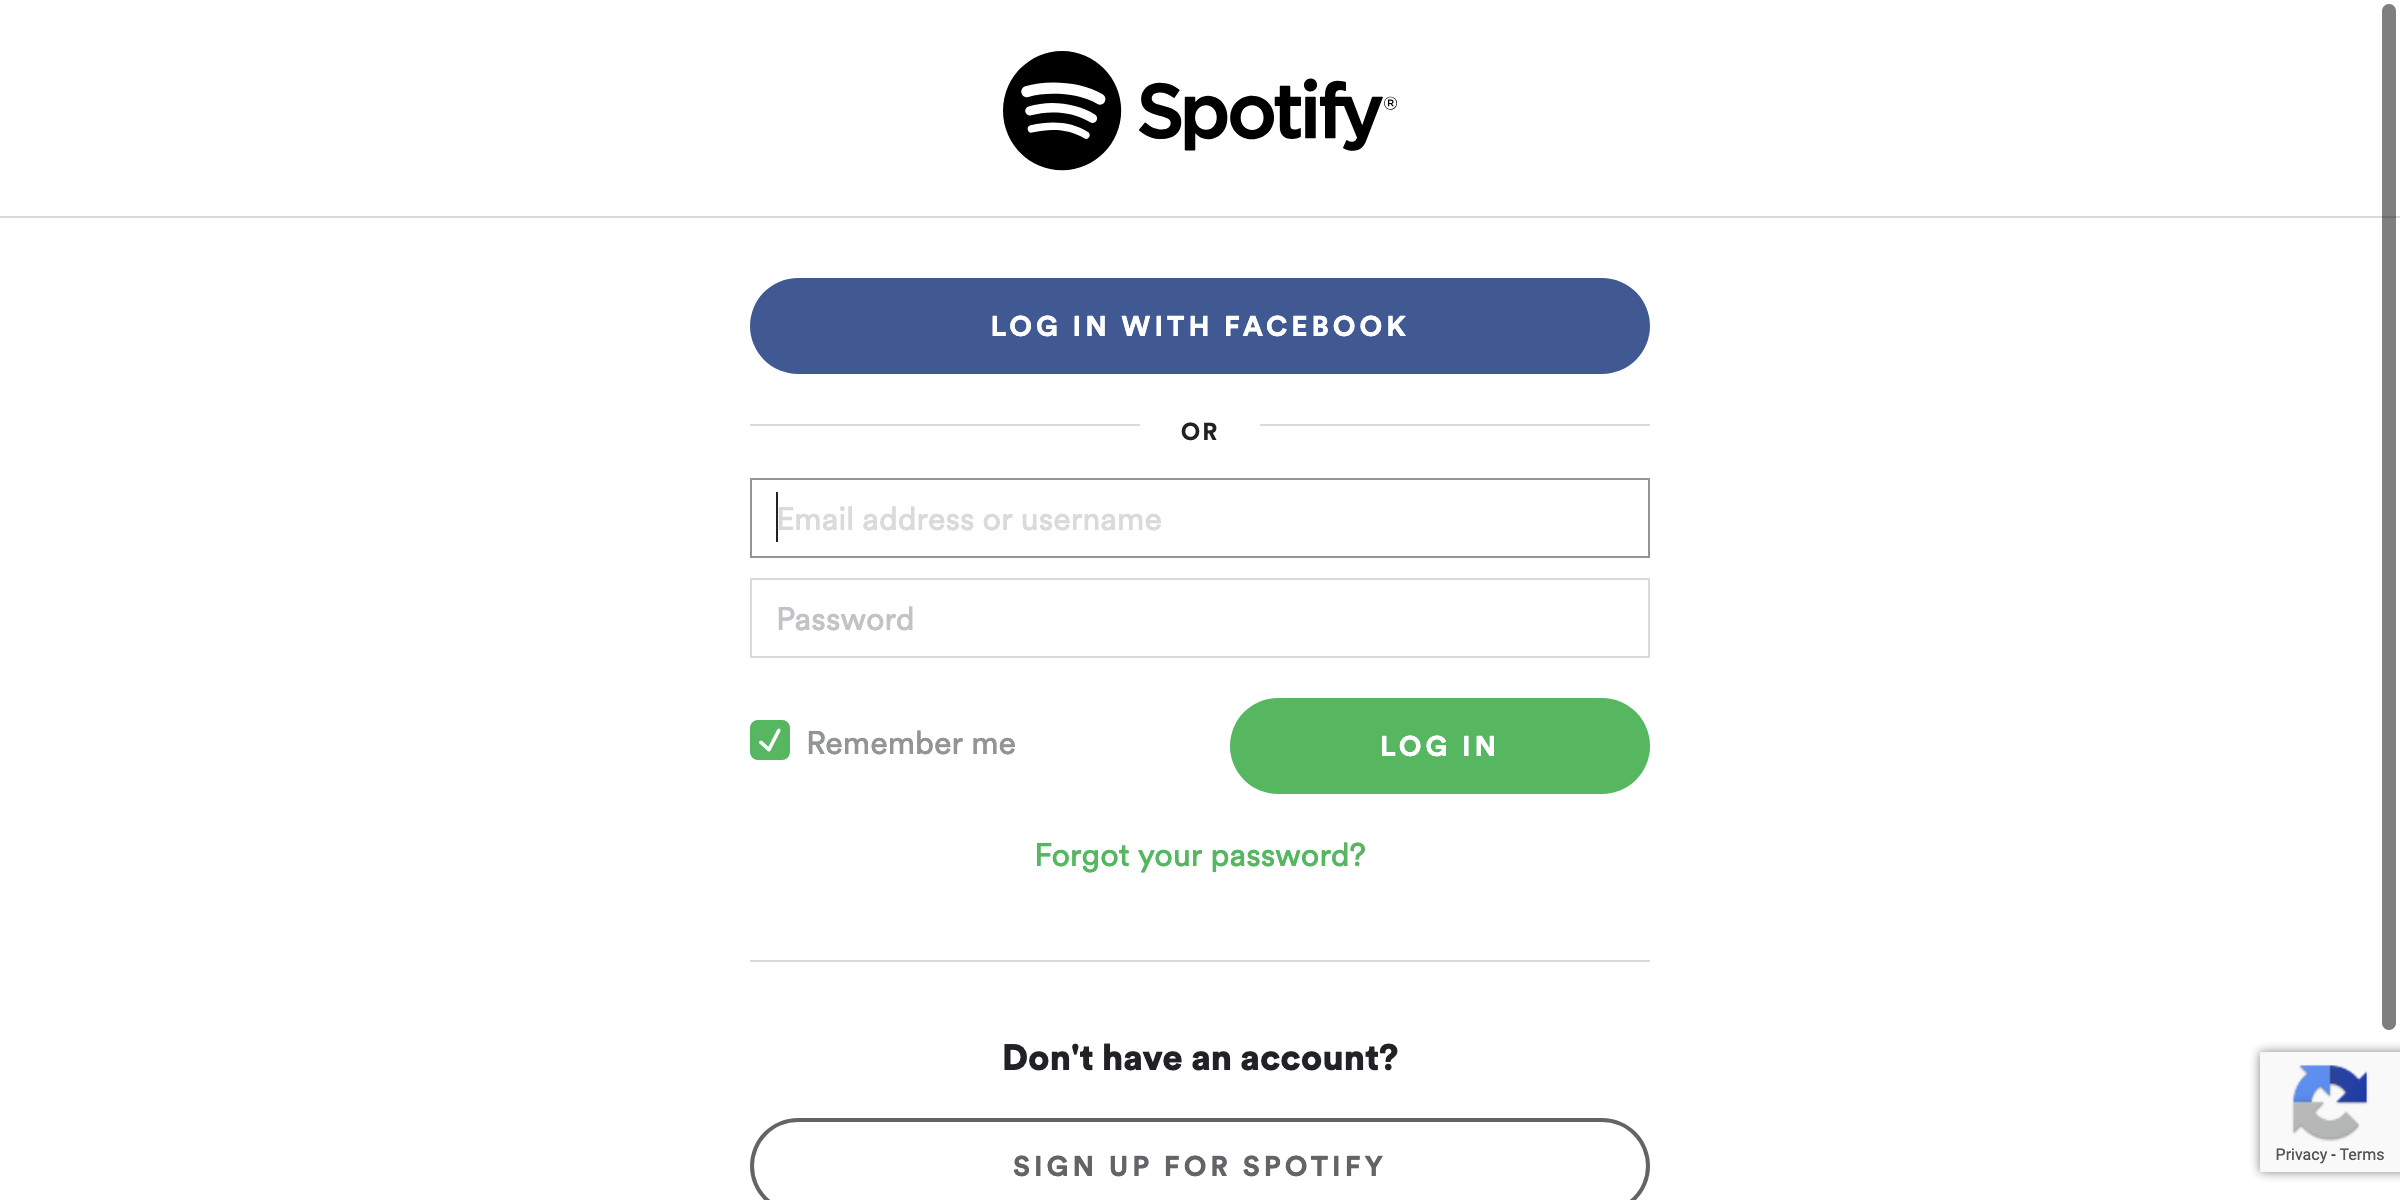 Spotify®
LOG IN WITH FACEBOOK
OR
Email address or username
Password
Remember me
LOG IN
Forgot your password?
Don't have an account?
SIGN UP FOR SPOTIFY
Privacy - Terms